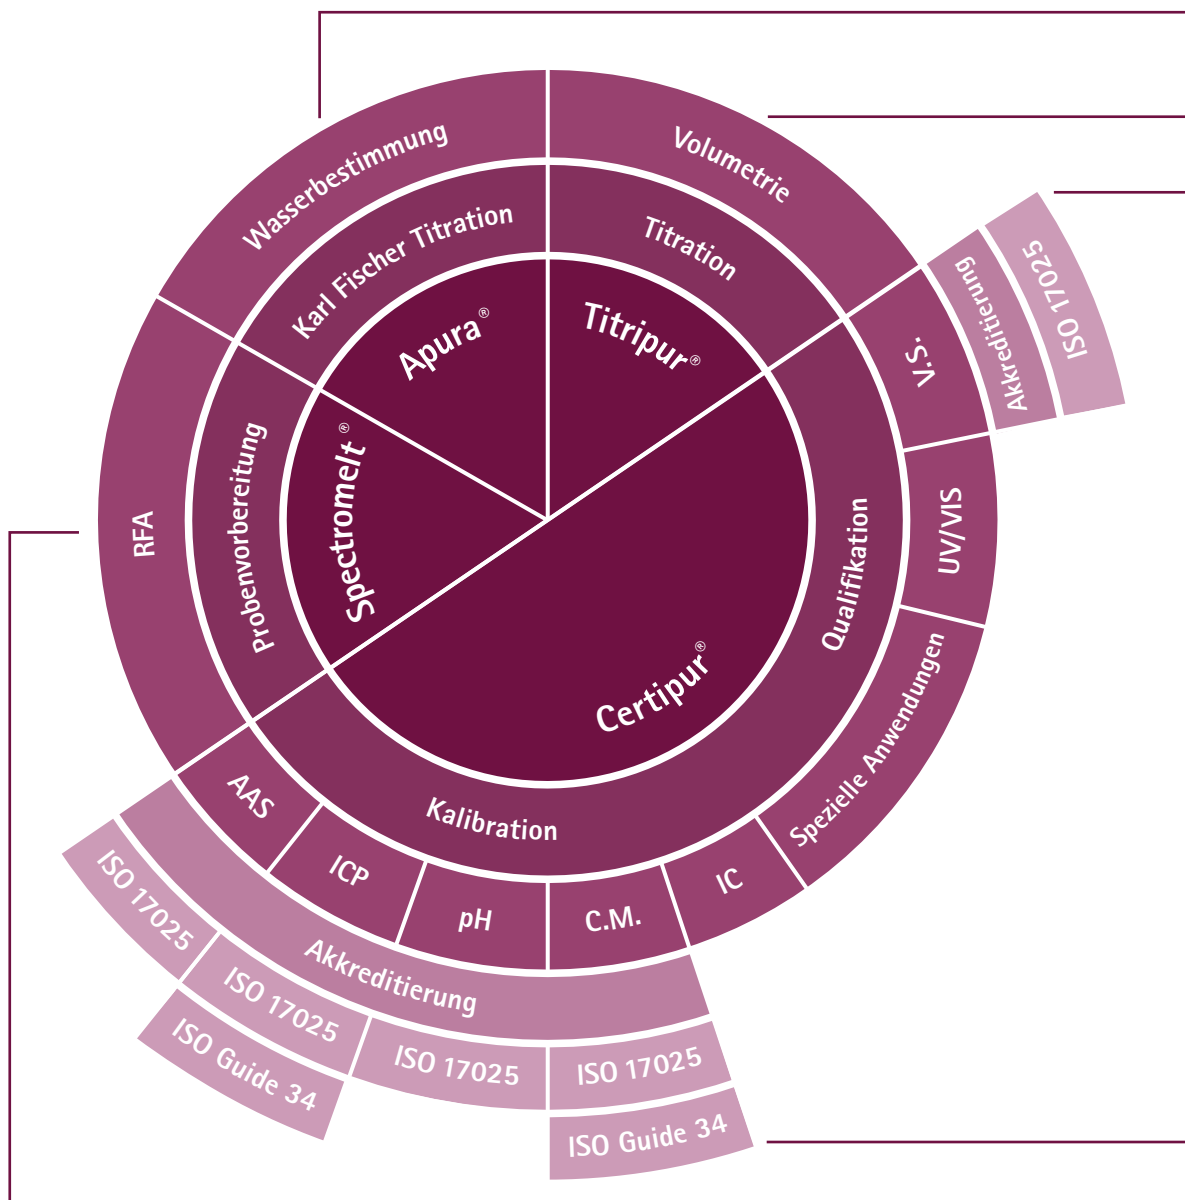 Wasserbestimmung
Volumetrie
Karl Fischer Titration
Titration
Apura®
Titripur®
V.S.
Akkreditierung
ISO 17025
RFA
Probenvorbereitung
Spectromelt®
Certipur®
Qualifikation
UV/VIS
Spezielle Anwendungen
Kalibration
AAS
ICP
pH
C.M.
IC
Akkreditierung
ISO 17025
ISO 17025
ISO 17025
ISO 17025
ISO Guide 34
ISO Guide 34